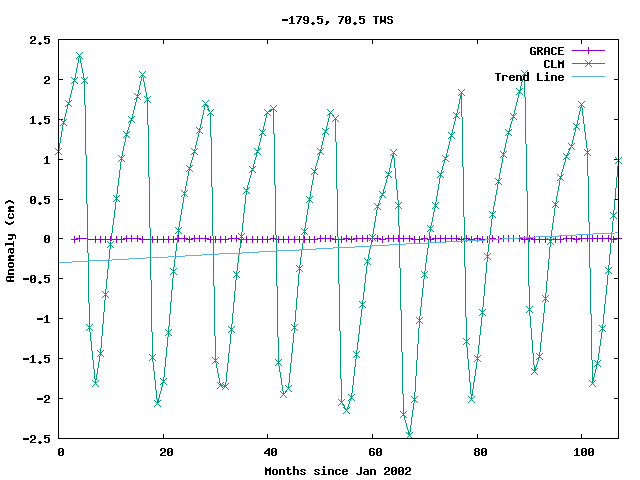 -179.5, 70.5 TWS
GRACE
CLM
Trend Line
2.5
2
1.5
1
0.5
0
-0.5
-1
-1.5
-2
-2.5
Anomaly (cm)
0 20 40 60 80 100
Months since Jan 2002